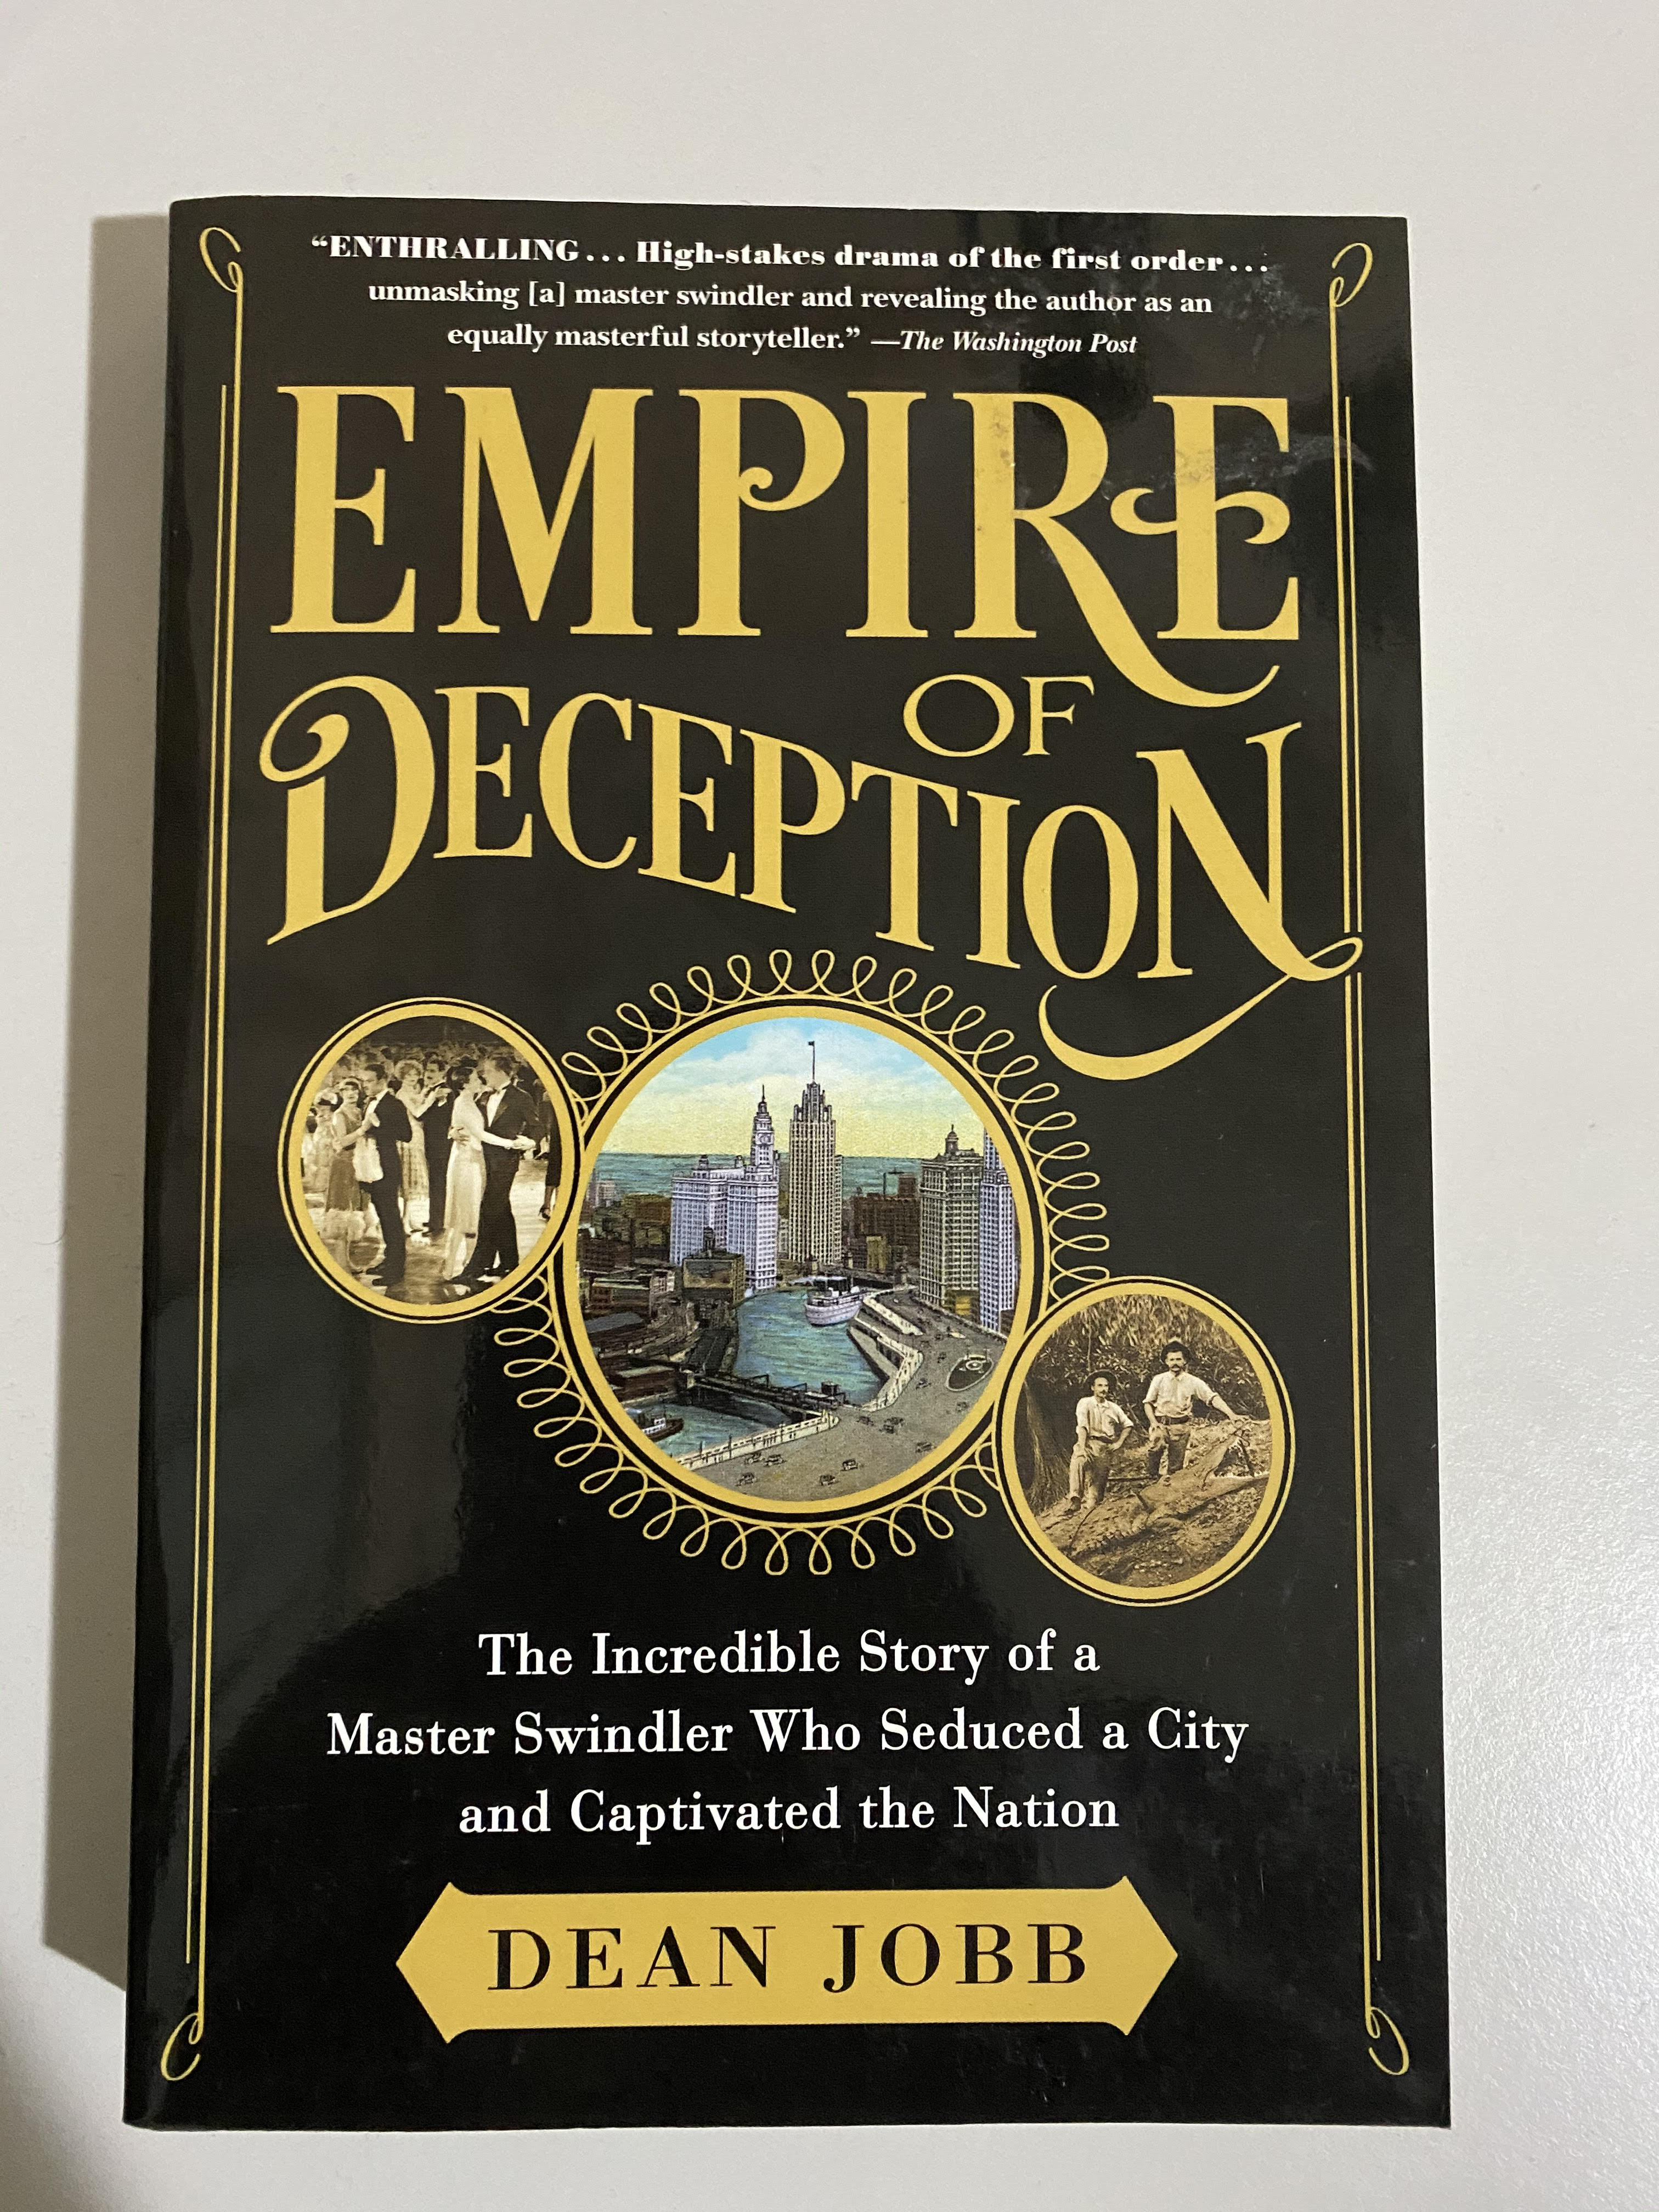 “ENTHRALLING... High-stakes drama of the first order...
unmasking [a] master swindler and revealing the author as an
equally masterful storyteller.” —The Washington Post
EMPIRE
OF
DECEPTION
The Incredible Story of a
Master Swindler Who Seduced a City
and Captivated the Nation
DEAN JOBB